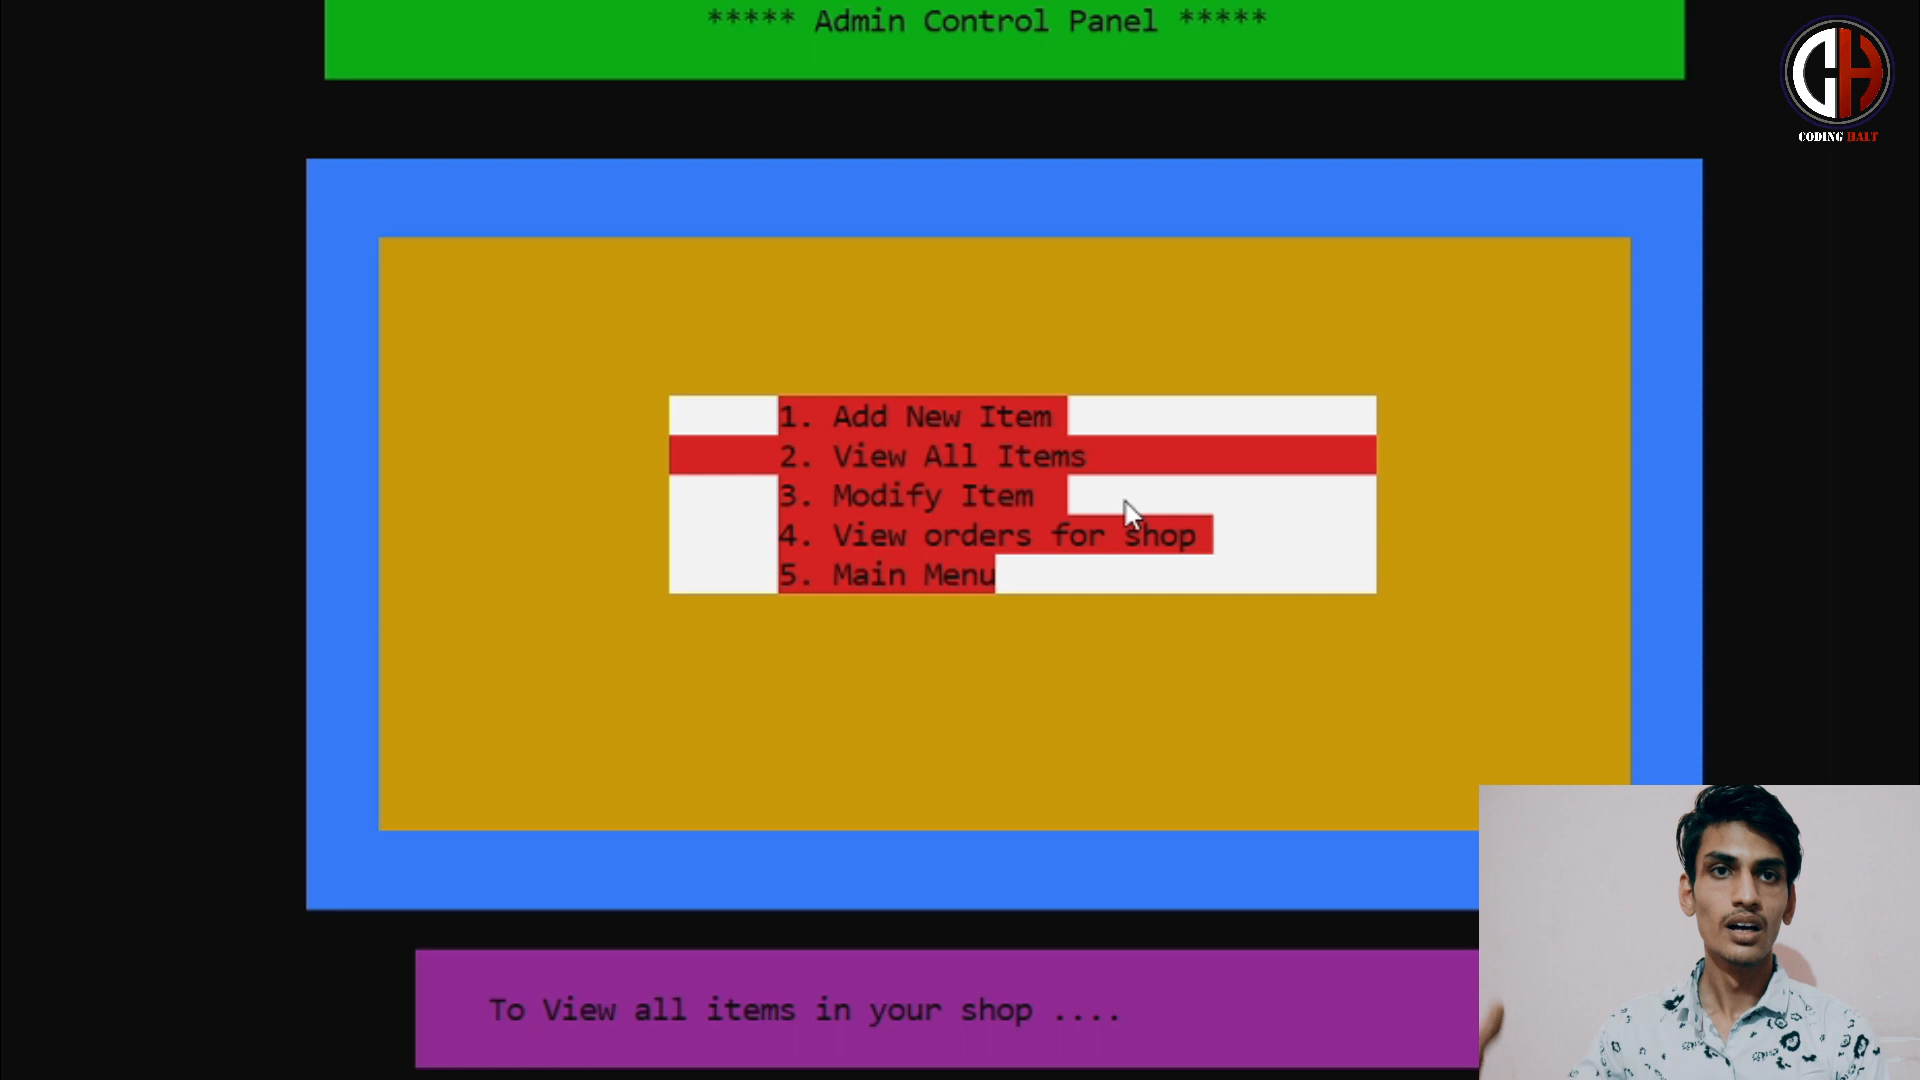 ***** Admin Control Panel *****
CODING HALT
1. Add New Item
2. View All Items
3. Modify Item
4. View orders for shop
5. Main Menu
To View all items in your shop ....